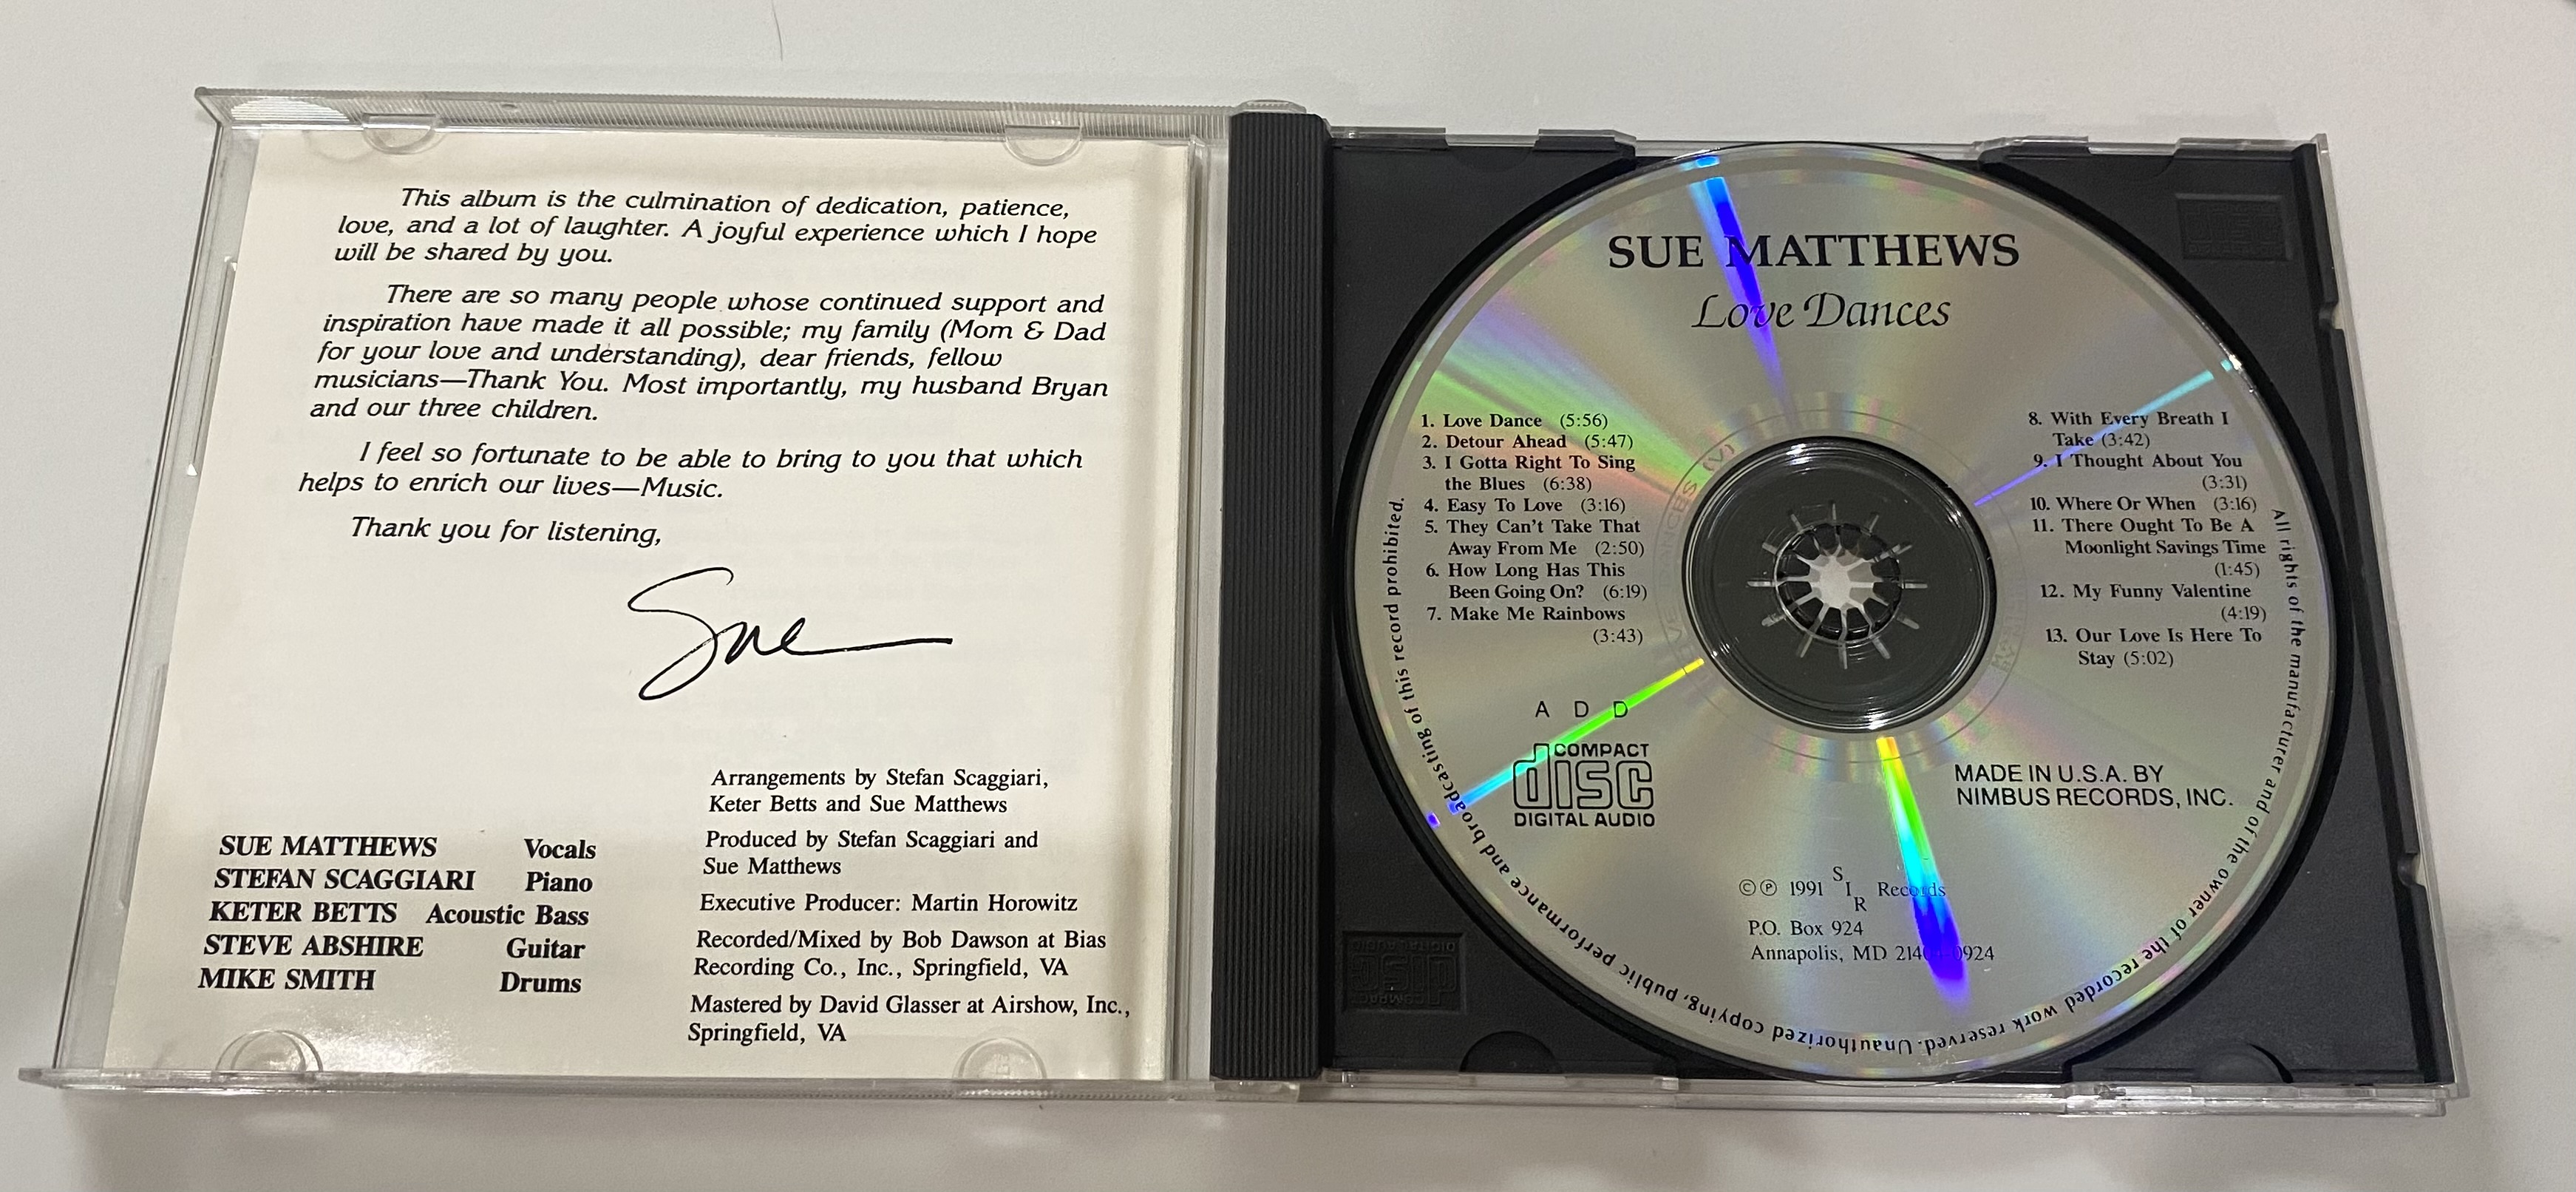 This album is the culmination of dedication, patience,
love, and a lot of laughter. A joyful experience which I hope
will be shared by you.
There are so many people whose continued support and
inspiration have made it all possible; my family (Mom & Dad
for your love and understanding), dear friends, fellow
musicians—Thank You. Most importantly, my husband Bryan
and our three children.
I feel so fortunate to be able to bring to you that which
helps to enrich our lives—Music.
Thank you for listening,
Sue
SUE MATTHEWS Vocals
STEFAN SCAGGIARI Piano
KETER BETTS Acoustic Bass
STEVE ABSHIRE Guitar
MIKE SMITH Drums
Arrangements by Stefan Scaggiari,
Keter Betts and Sue Matthews
Produced by Stefan Scaggiari and
Sue Matthews
Executive Producer: Martin Horowitz
Recorded/Mixed by Bob Dawson at Bias
Recording Co., Inc., Springfield, VA
Mastered by David Glasser at Airshow, Inc.,
Springfield, VA
SUE MATTHEWS
Love Dances
1. Love Dance (5:56)
2. Detour Ahead (5:47)
3. I Gotta Right To Sing
the Blues (6:38)
4. Easy To Love (3:16)
5. They Can't Take That
Away From Me (2:50)
6. How Long Has This
Been Going On? (6:19)
7. Make Me Rainbows
(3:43)
8. With Every Breath I
Take (3:42)
9. I Thought About You
(3:31)
10. Where Or When (3:16)
11. There Ought To Be A
Moonlight Savings Time
(1:45)
12. My Funny Valentine
(4:19)
13. Our Love Is Here To
Stay (5:02)
A D D
COMPACT
disc
DIGITAL AUDIO
MADE IN U.S.A. BY
NIMBUS RECORDS, INC.
©℗ 1991 SIR Records
P.O. Box 924
Annapolis, MD
All rights of the manufacturer and of the owner of the recorded work reserved. Unauthorized copying, public performance and broadcasting of this record prohibited.